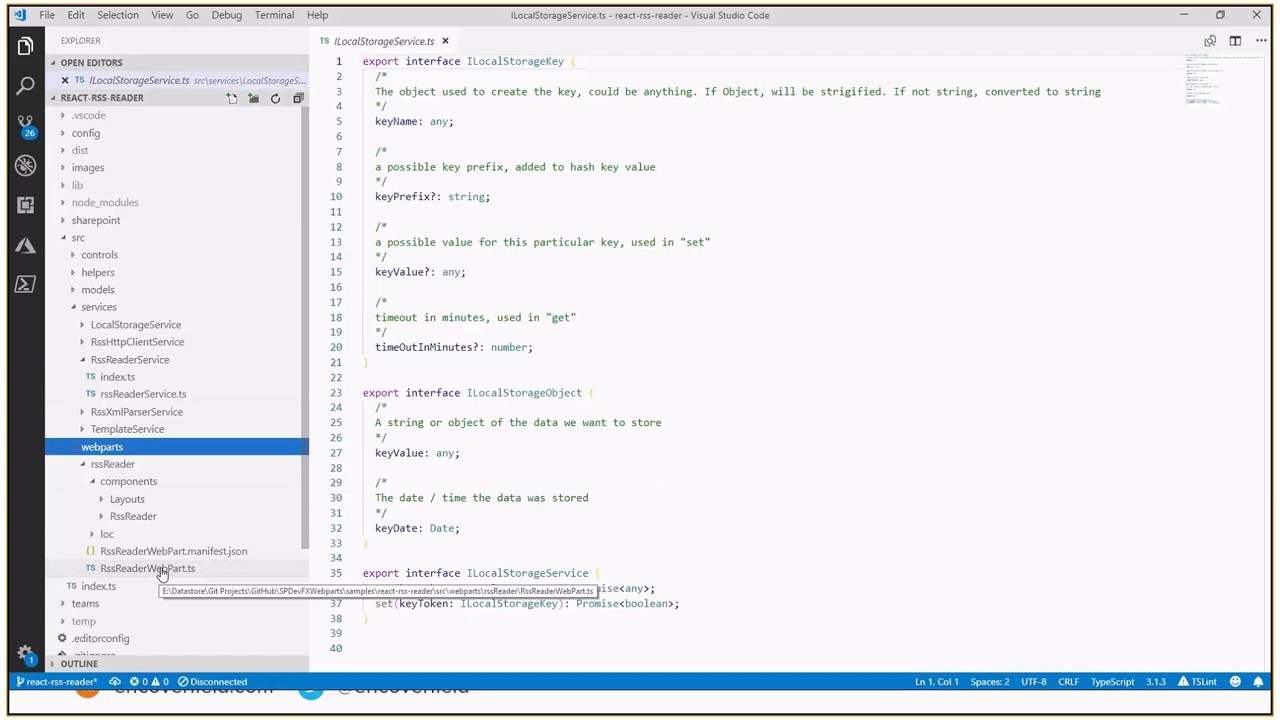 File Edit Selection View Go Debug Terminal Help
ILocalStorageService.ts - react-rss-reader - Visual Studio Code
EXPLORER
OPEN EDITORS
ILocalStorageService.ts src\services\LocalStorageS...
REACT-RSS-READER
.vscode
config
dist
images
lib
node_modules
sharepoint
src
controls
helpers
models
services
LocalStorageService
RssHttpClientService
RssReaderService
TS index.ts
TS rssReaderService.ts
RssXmlParserService
TemplateService
webparts
rssReader
components
Layouts
RssReader
loc
{} RssReaderWebPart.manifest.json
TS RssReaderWebPart.ts
TS index.ts
teams
temp
.editorconfig
.gitignore
OUTLINE
26
1
ILocalStorageService.ts
1 export interface ILocalStorageKey {
2 /*
3 The object used to create the key, could be anything. If Object, will be strigified. If not string, converted to string
4 */
5 keyName: any;
6
7 /*
8 a possible key prefix, added to hash key value
9 */
10 keyPrefix?: string;
11
12 /*
13 a possible value for this particular key, used in "set"
14 */
15 keyValue?: any;
16
17 /*
18 timeout in minutes, used in "get"
19 */
20 timeOutInMinutes?: number;
21 }
22
23 export interface ILocalStorageObject {
24 /*
25 A string or object of the data we want to store
26 */
27 keyValue: any;
28
29 /*
30 The date / time the data was stored
31 */
32 keyDate: Date;
33 }
34
35 export interface ILocalStorageService {
mise<any>;
37 set(keyToken: ILocalStorageKey): Promise<boolean>;
38 }
39
40
E:\Datastore\Git Projects\GitHub\SPDevFXWebparts\samples\react-rss-reader\src\webparts\rssReader\RssReaderWebPart.ts
react-rss-reader* 0 0 Disconnected
Ln 1, Col 1 Spaces: 2 UTF-8 CRLF TypeScript 3.1.3 TSLint